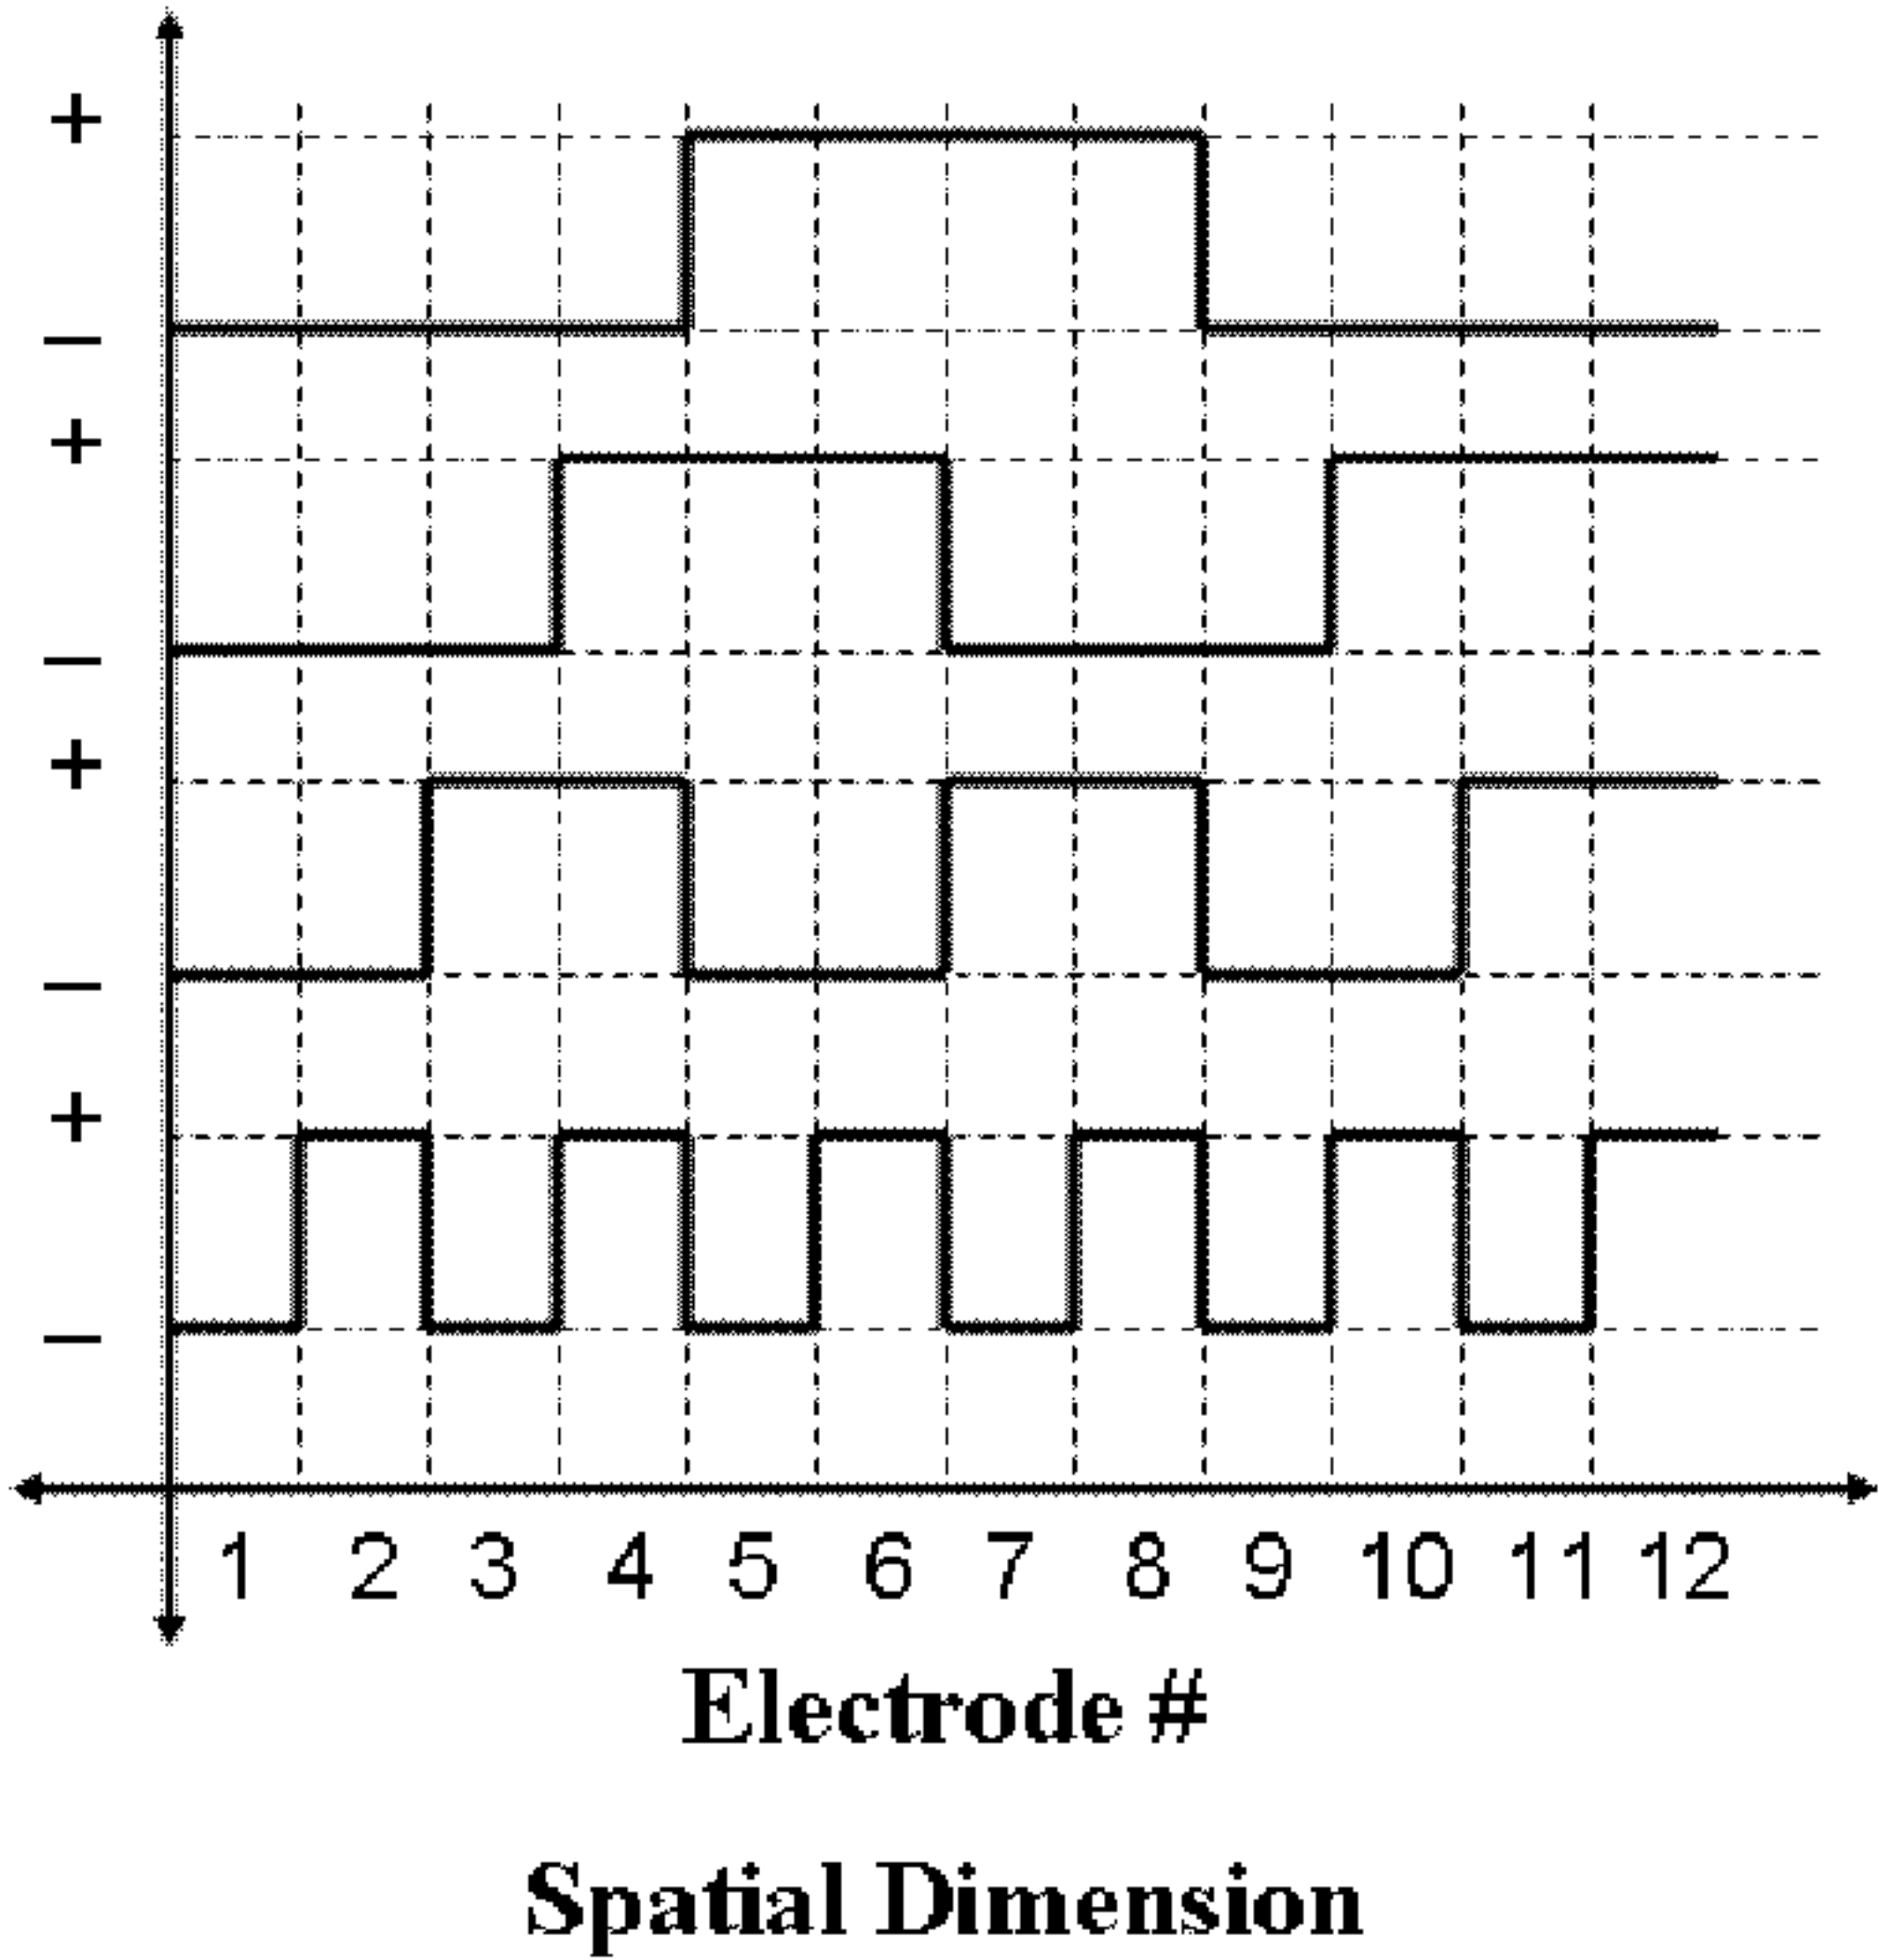 +
—
+
—
+
—
+
—
1 2 3 4 5 6 7 8 9 10 11 12
Electrode #
Spatial Dimension